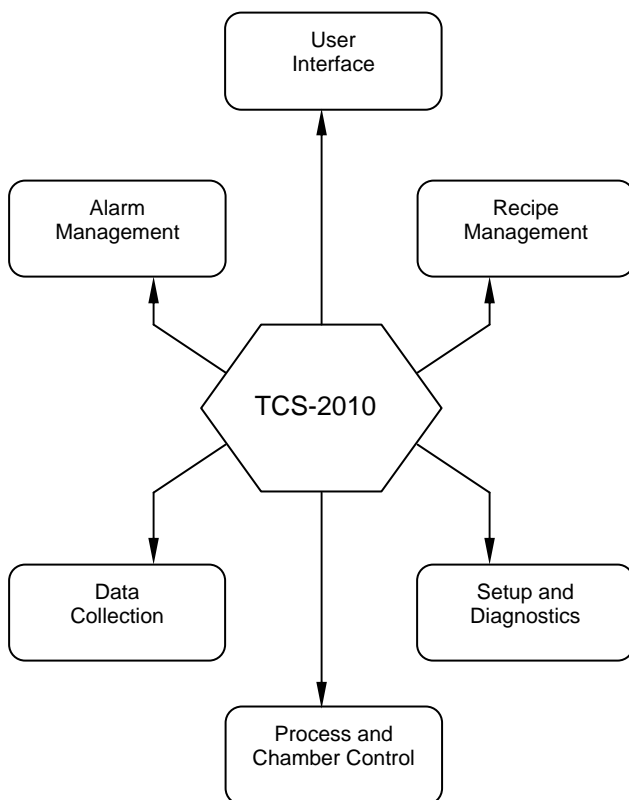 User
Interface
Alarm
Management
Recipe
Management
TCS-2010
Data
Collection
Setup and
Diagnostics
Process and
Chamber Control